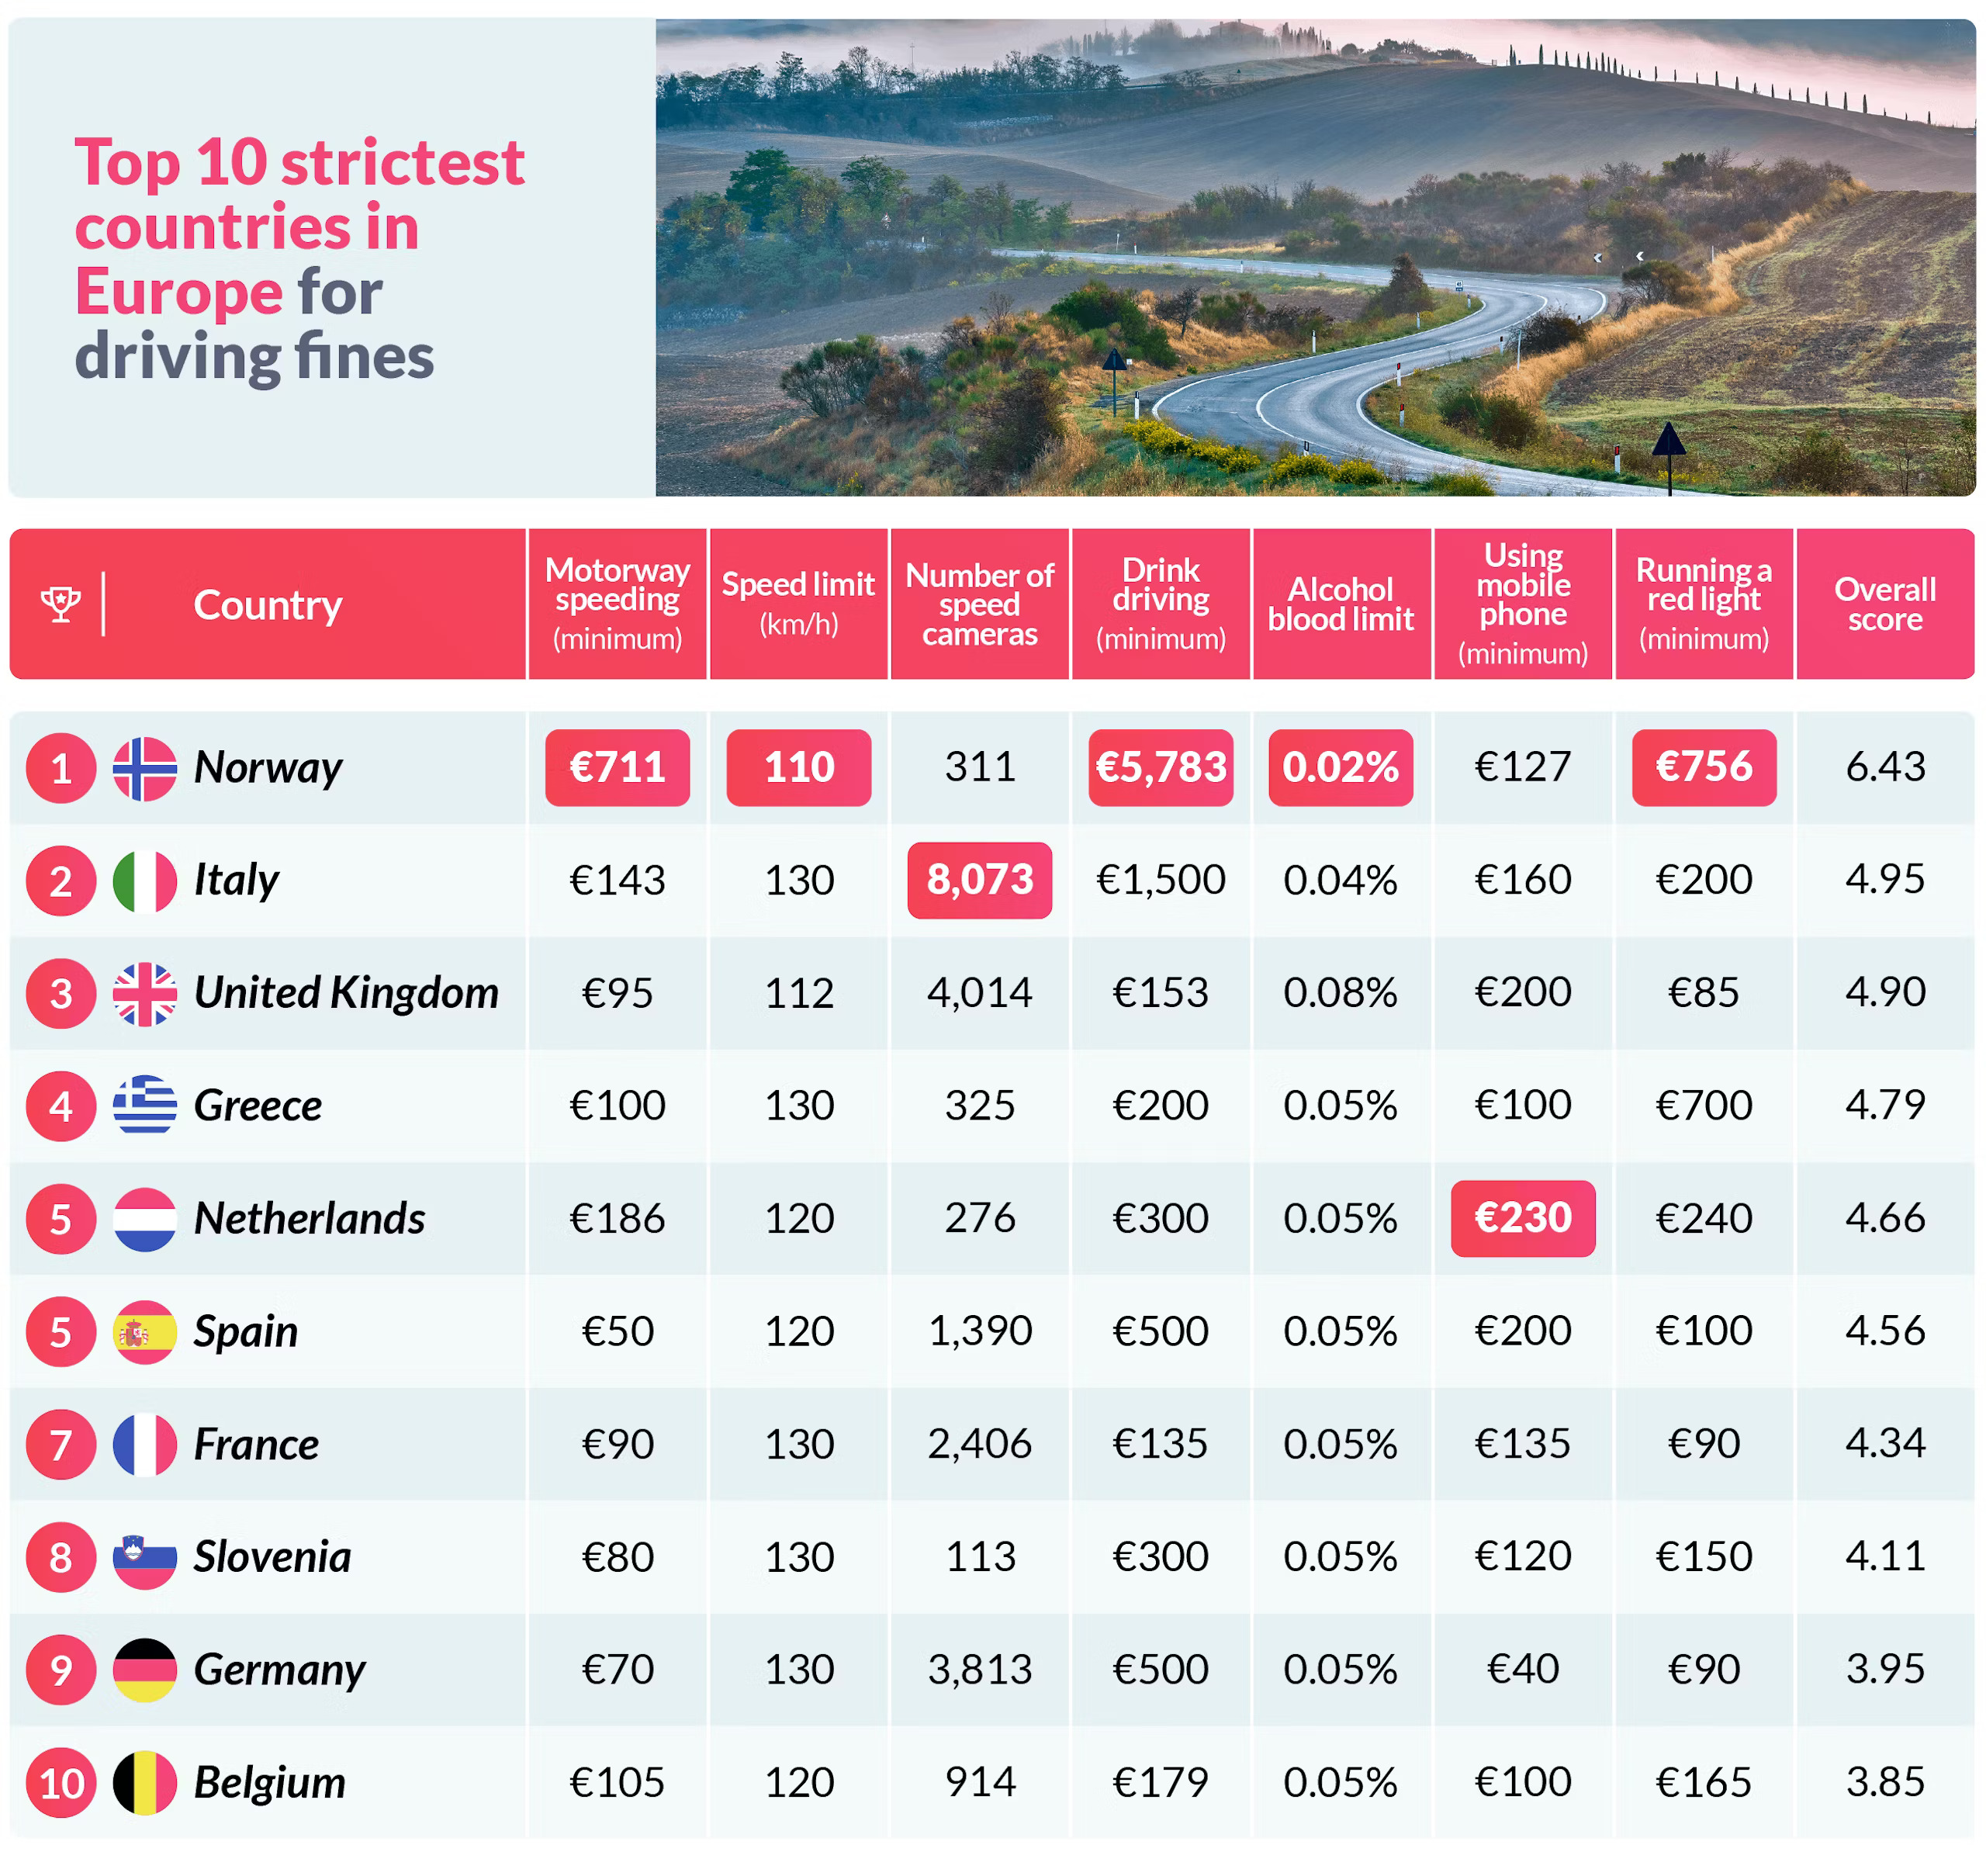 Top 10 strictest
countries in
Europe for
driving fines
Country
Motorway
speeding
(minimum)
Speed limit
(km/h)
Number of
speed
cameras
Drink
driving
(minimum)
Alcohol
blood limit
Using
mobile
phone
(minimum)
Running a
red light
(minimum)
Overall
score
1 Norway €711 110 311 €5,783 0.02% €127 €756 6.43
2 Italy €143 130 8,073 €1,500 0.04% €160 €200 4.95
3 United Kingdom €95 112 4,014 €153 0.08% €200 €85 4.90
4 Greece €100 130 325 €200 0.05% €100 €700 4.79
5 Netherlands €186 120 276 €300 0.05% €230 €240 4.66
5 Spain €50 120 1,390 €500 0.05% €200 €100 4.56
7 France €90 130 2,406 €135 0.05% €135 €90 4.34
8 Slovenia €80 130 113 €300 0.05% €120 €150 4.11
9 Germany €70 130 3,813 €500 0.05% €40 €90 3.95
10 Belgium €105 120 914 €179 0.05% €100 €165 3.85